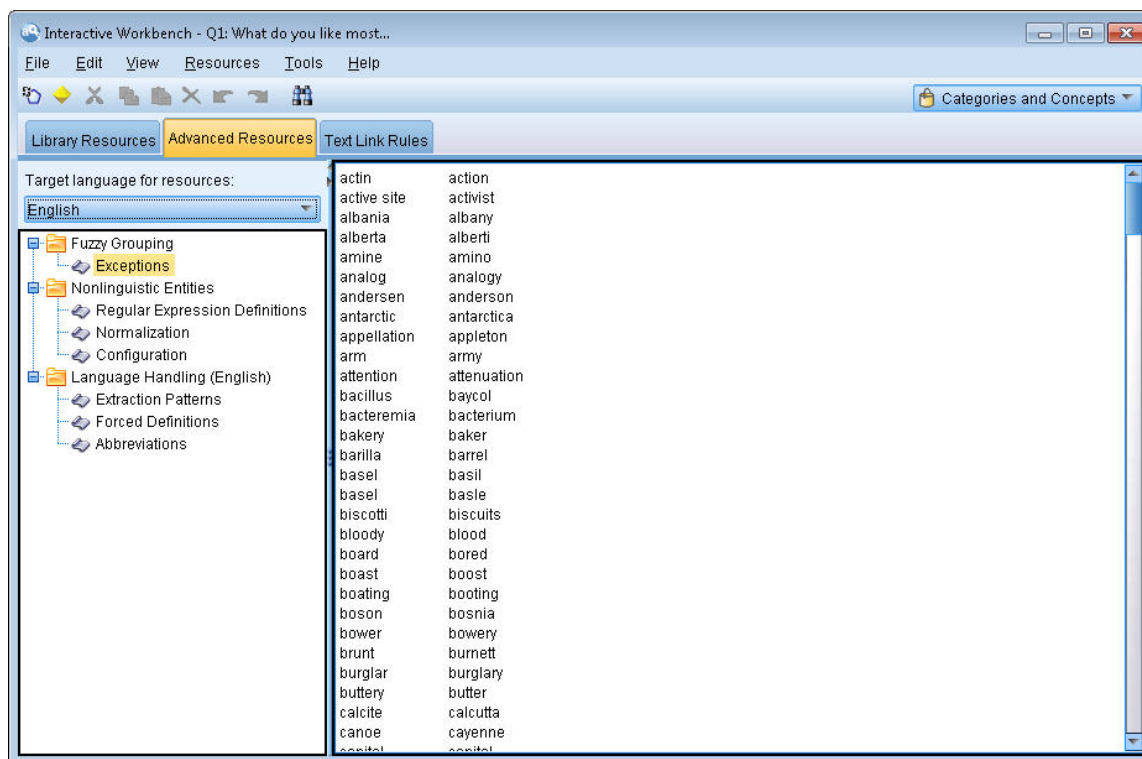 Interactive Workbench - Q1: What do you like most...
File Edit View Resources Tools Help
Categories and Concepts
Library Resources Advanced Resources Text Link Rules
Target language for resources:
English
Fuzzy Grouping
Exceptions
Nonlinguistic Entities
Regular Expression Definitions
Normalization
Configuration
Language Handling (English)
Extraction Patterns
Forced Definitions
Abbreviations
actin action
active site activist
albania albany
alberta alberti
amine amino
analog analogy
andersen anderson
antarctic antarctica
appellation appleton
arm army
attention attenuation
bacillus baycol
bacteremia bacterium
bakery baker
barilla barrel
basel basil
basel basle
biscotti biscuits
bloody blood
board bored
boast boost
boating booting
boson bosnia
bower bowery
brunt burnett
burglar burglary
buttery butter
calcite calcutta
canoe cayenne